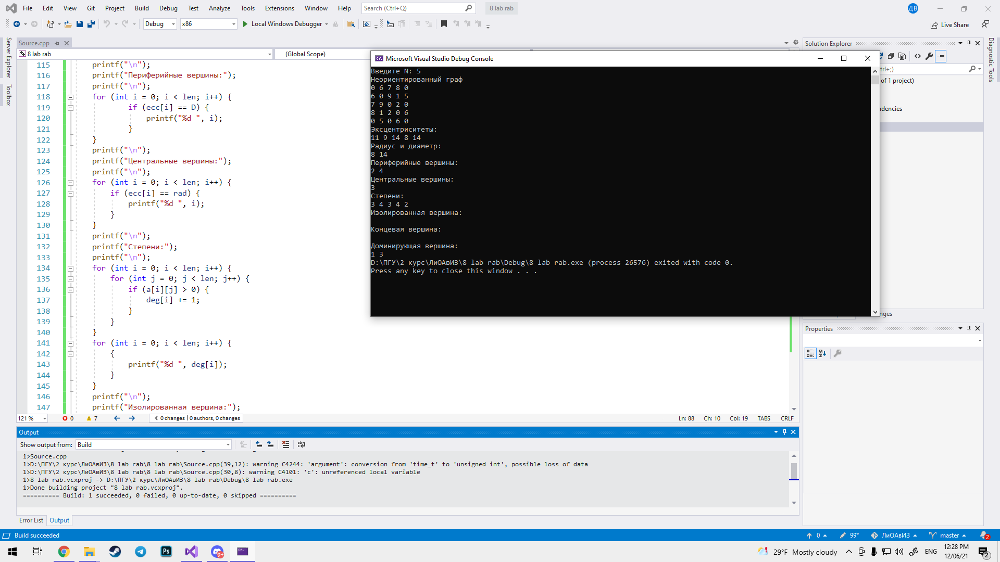 File Edit View Git Project Build Debug Test Analyze Tools Extensions Window Help Search (Ctrl+Q) 8 lab rab ДВ
Debug x86 Local Windows Debugger Live Share
Server Explorer
Toolbox
Source.cpp
8 lab rab (Global Scope)
115 printf("\n");
116 printf("Периферийные вершины:");
117 printf("\n");
118 for (int i = 0; i < len; i++) {
119 if (ecc[i] == D) {
120 printf("%d ", i);
121 }
122 }
123 printf("\n");
124 printf("Центральные вершины:");
125 printf("\n");
126 for (int i = 0; i < len; i++) {
127 if (ecc[i] == rad) {
128 printf("%d ", i);
129 }
130 }
131 printf("\n");
132 printf("Степени:");
133 printf("\n");
134 for (int i = 0; i < len; i++) {
135 for (int j = 0; j < len; j++) {
136 if (a[i][j] > 0) {
137 deg[i] += 1;
138 }
139 }
140 }
141 for (int i = 0; i < len; i++) {
142 {
143 printf("%d ", deg[i]);
144 }
145 }
146 printf("\n");
147 printf("Изолированная вершина:");
121 % 0 7 0 changes | 0 authors, 0 changes Ln: 88 Ch: 10 Col: 19 TABS CRLF
Microsoft Visual Studio Debug Console
Введите N: 5
Неориентированный граф
0 6 7 8 0
6 0 9 1 5
7 9 0 2 0
8 1 2 0 6
0 5 0 6 0
Эксцентриситеты:
11 9 14 8 14
Радиус и диаметр:
8 14
Периферийные вершины:
2 4
Центральные вершины:
3
Степени:
3 4 3 4 2
Изолированная вершина:
Концевая вершина:
Доминирующая вершина:
1 3
D:\ПГУ\2 курс\ЛиОАвИЗ\8 lab rab\Debug\8 lab rab.exe (process 26576) exited with code 0.
Press any key to close this window . . .
Solution Explorer
trl+;)
of 1 project)
ndencies
nges
Properties
Diagnostic Tools
Output
Show output from: Build
1>Source.cpp
1>D:\ПГУ\2 курс\ЛиОАвИЗ\8 lab rab\8 lab rab\Source.cpp(39,12): warning C4244: 'argument': conversion from 'time_t' to 'unsigned int', possible loss of data
1>D:\ПГУ\2 курс\ЛиОАвИЗ\8 lab rab\8 lab rab\Source.cpp(30,8): warning C4101: 'c': unreferenced local variable
1>8 lab rab.vcxproj -> D:\ПГУ\2 курс\ЛиОАвИЗ\8 lab rab\Debug\8 lab rab.exe
1>Done building project "8 lab rab.vcxproj".
========== Build: 1 succeeded, 0 failed, 0 up-to-date, 0 skipped ==========
Error List Output
Build succeeded 0 99* ЛиОАвИЗ master 2
Ps 9+ 29°F Mostly cloudy ENG 12:28 PM
12/06/21 2